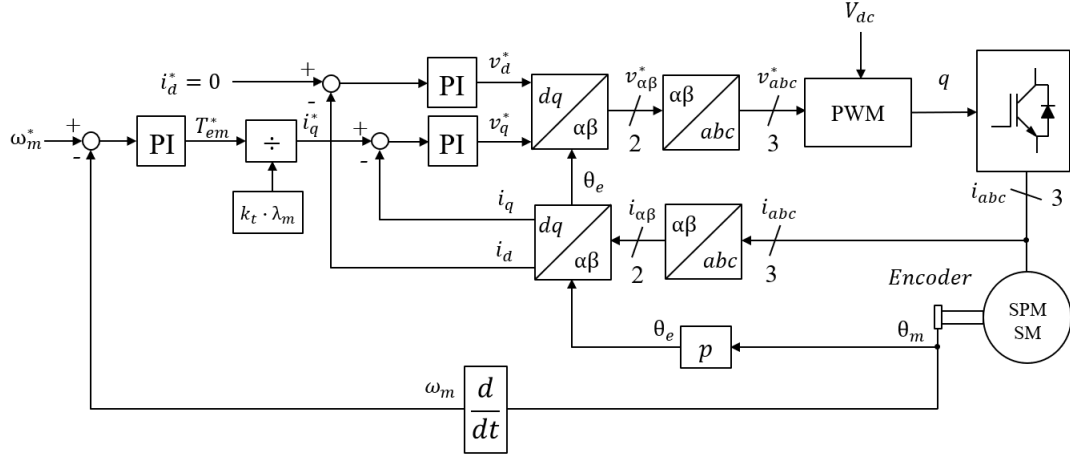 V_dc
i_d^* = 0
+
-
PI
v_d^*
dq
αβ
v_αβ^*
2
αβ
abc
v_abc^*
3
PWM
q
ω_m^*
+
-
PI
T_em^*
÷
i_q^*
+
-
PI
v_q^*
k_t · λ_m
θ_e
i_abc
3
i_q
i_d
dq
αβ
i_αβ
2
αβ
abc
i_abc
3
Encoder
SPM
SM
θ_e
p
θ_m
ω_m
d
dt